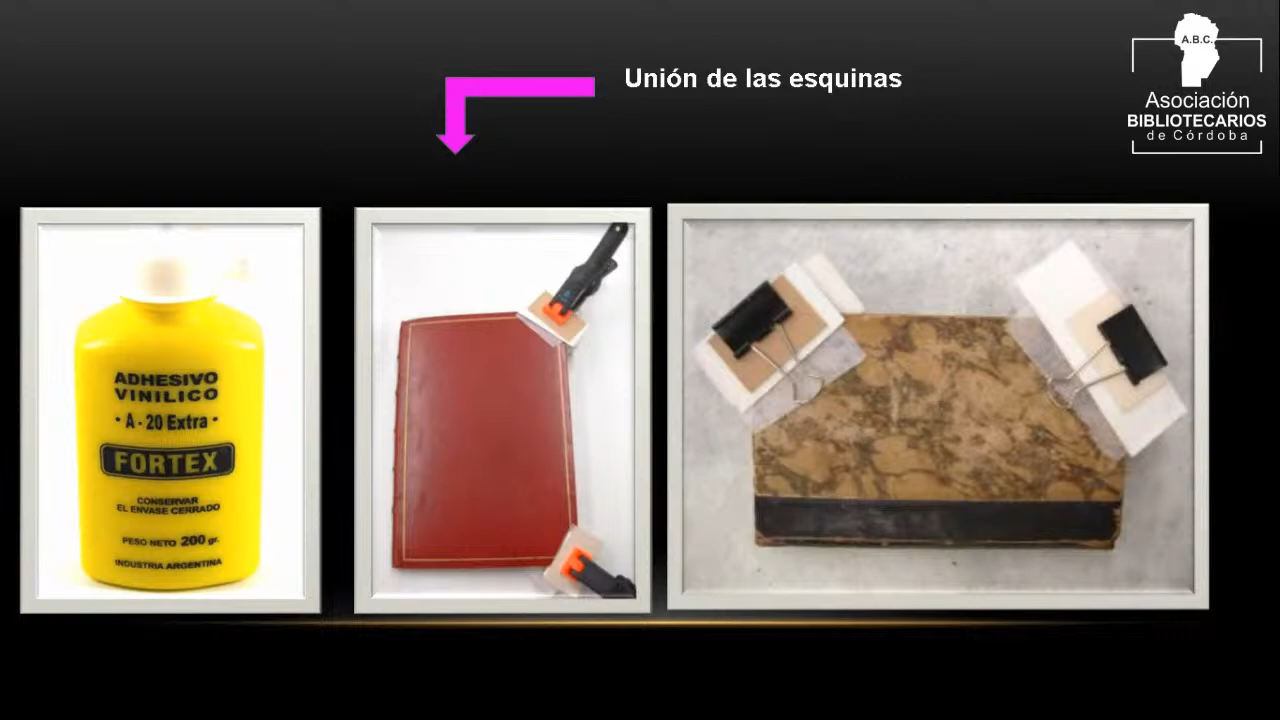 Unión de las esquinas
A.B.C.
Asociación
BIBLIOTECARIOS
de Córdoba
ADHESIVO
VINILICO
• A - 20 Extra •
FORTEX
CONSERVAR
EL ENVASE CERRADO
PESO NETO 200 gr.
INDUSTRIA ARGENTINA